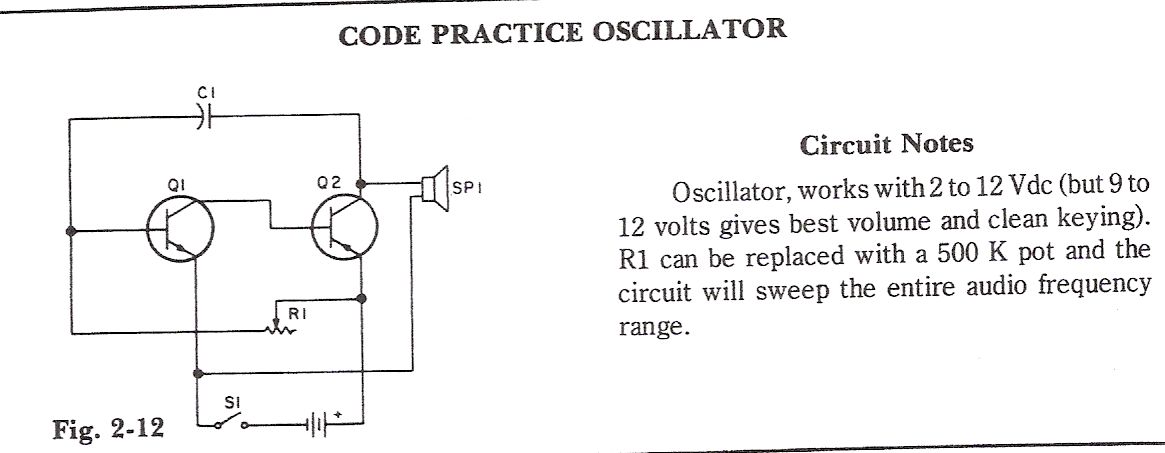 CODE PRACTICE OSCILLATOR
C1
Q1
Q2
SP1
R1
S1
+
Fig. 2-12
Circuit Notes
Oscillator, works with 2 to 12 Vdc (but 9 to
12 volts gives best volume and clean keying).
R1 can be replaced with a 500 K pot and the
circuit will sweep the entire audio frequency
range.